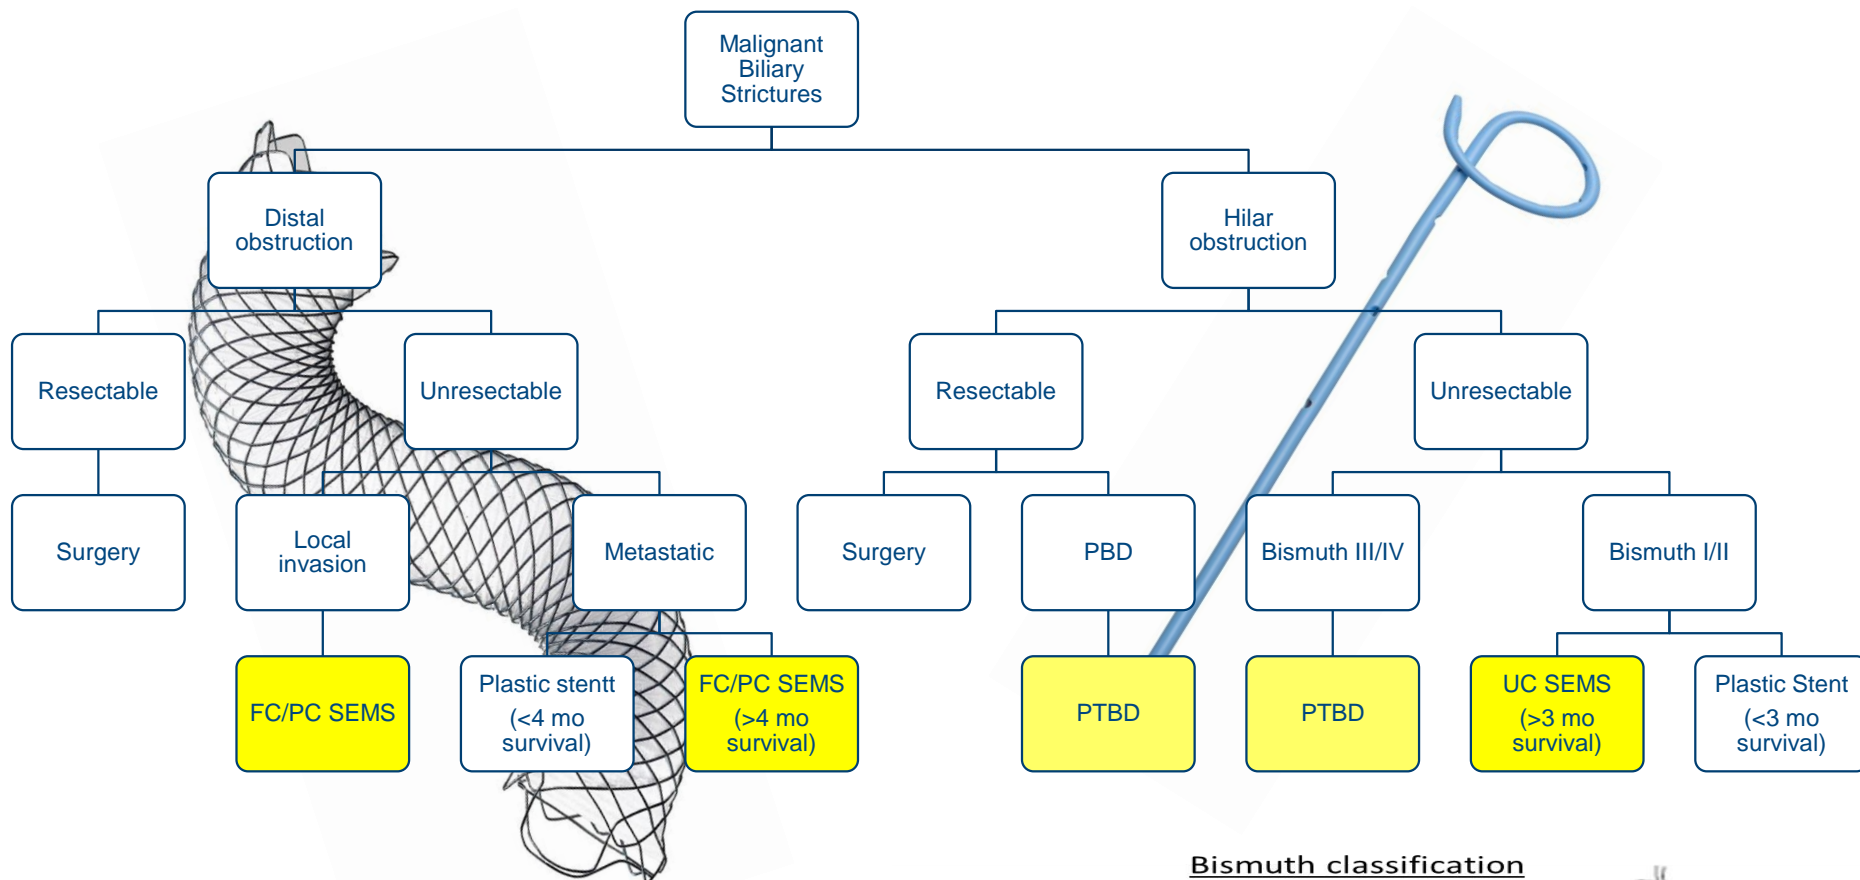 Malignant
Biliary
Strictures
Distal
obstruction
Hilar
obstruction
Resectable
Unresectable
Resectable
Unresectable
Surgery
Local
invasion
Metastatic
Surgery
PBD
Bismuth III/IV
Bismuth I/II
FC/PC SEMS
Plastic stentt
(<4 mo
survival)
FC/PC SEMS
(>4 mo
survival)
PTBD
PTBD
UC SEMS
(>3 mo
survival)
Plastic Stent
(<3 mo
survival)
Bismuth classification